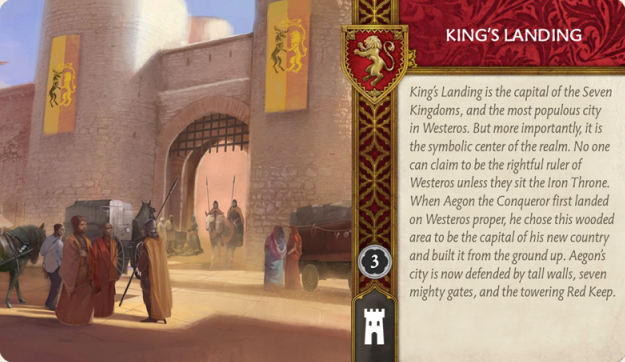 KING'S LANDING
King's Landing is the capital of the Seven
Kingdoms, and the most populous city
in Westeros. But more importantly, it is
the symbolic center of the realm. No one
can claim to be the rightful ruler of
Westeros unless they sit the Iron Throne.
When Aegon the Conqueror first landed
on Westeros proper, he chose this wooded
area to be the capital of his new country
and built it from the ground up. Aegon's
city is now defended by tall walls, seven
mighty gates, and the towering Red Keep.
3